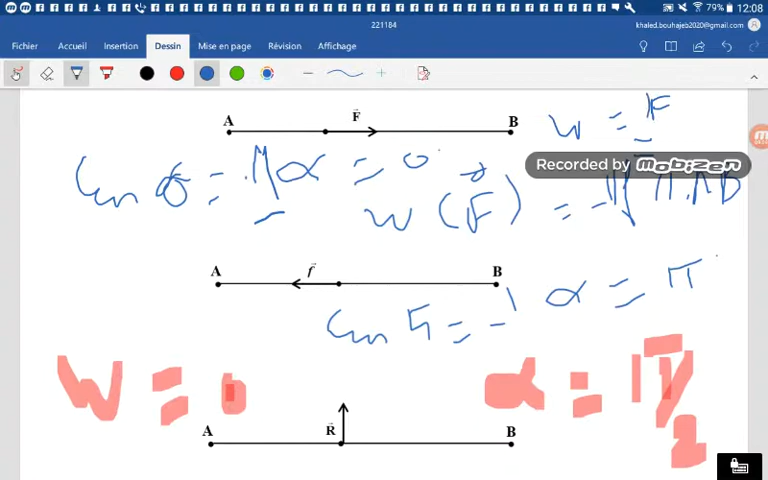 79% 12:08
221184
khaled.bouhajeb2020@gmail.com
Fichier Accueil Insertion Dessin Mise en page Révision Affichage
A F⃗ B
W = F
Recorded by mobizen
cos 0 = 1 α = 0
W (F⃗) =
A f⃗ B
α = π
cos π = -1
W = 0 α = π/2
A R⃗ B